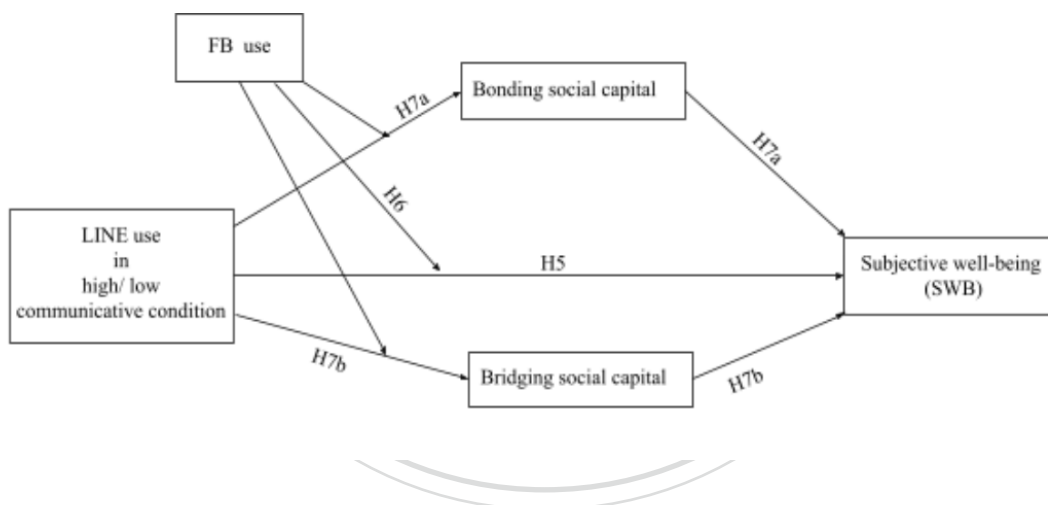 FB use
H7a
Bonding social capital
H7a
H6
LINE use
in
high/ low
communicative condition
H5
Subjective well-being
(SWB)
H7b
Bridging social capital
H7b